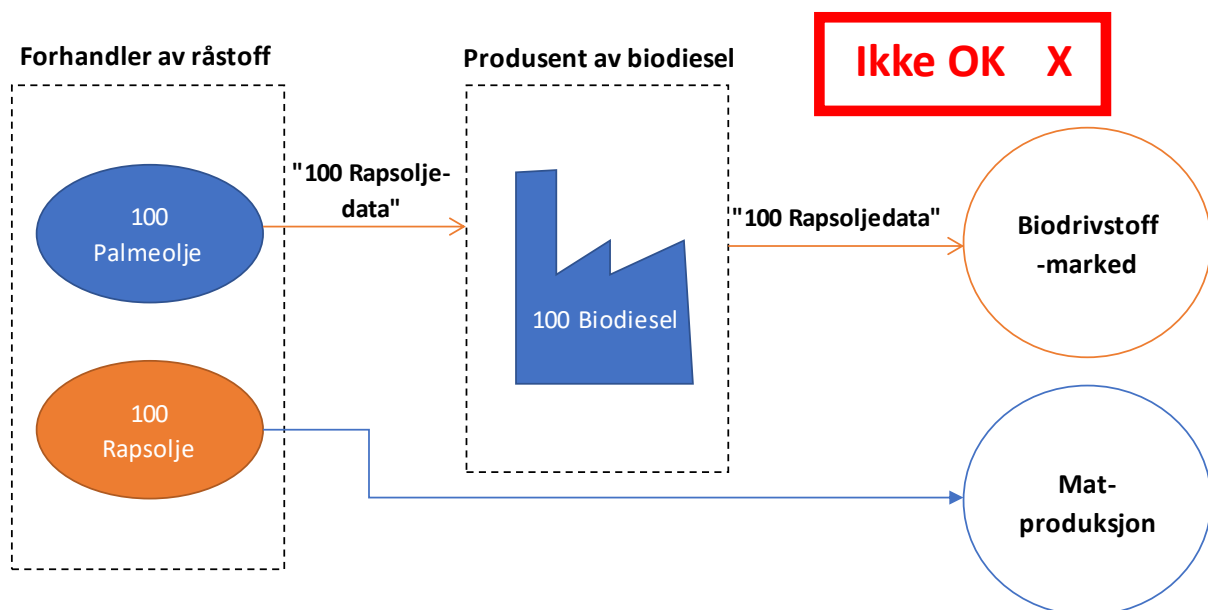 Forhandler av råstoff
Produsent av biodiesel
Ikke OK X
100
Palmeolje
"100 Rapsolje-
data"
100 Biodiesel
"100 Rapsoljedata"
Biodrivstoff
-marked
100
Rapsolje
Mat-
produksjon